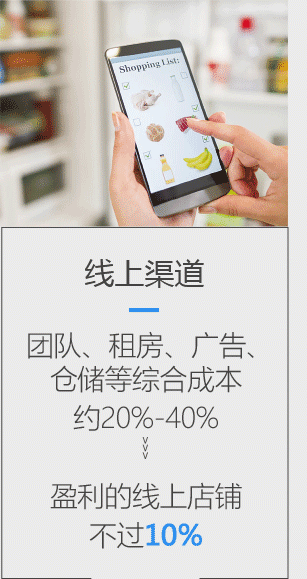 Shopping List:
线上渠道
团队、租房、广告、
仓储等综合成本
约20%-40%
盈利的线上店铺
不过10%